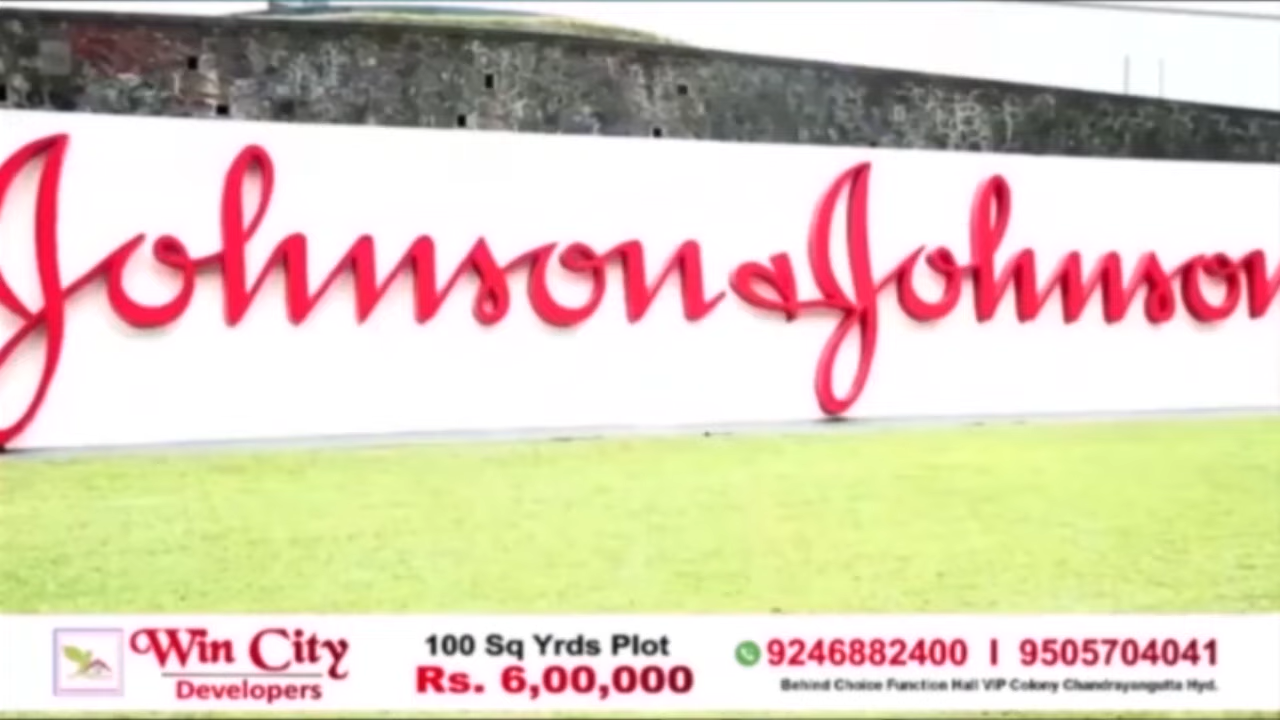 Johnson & Johnson
Win City
Developers
100 Sq Yrds Plot
Rs. 6,00,000
9246882400 | 9505704041
Behind Choice Function Hall VIP Colony Chandrayangutta Hyd.